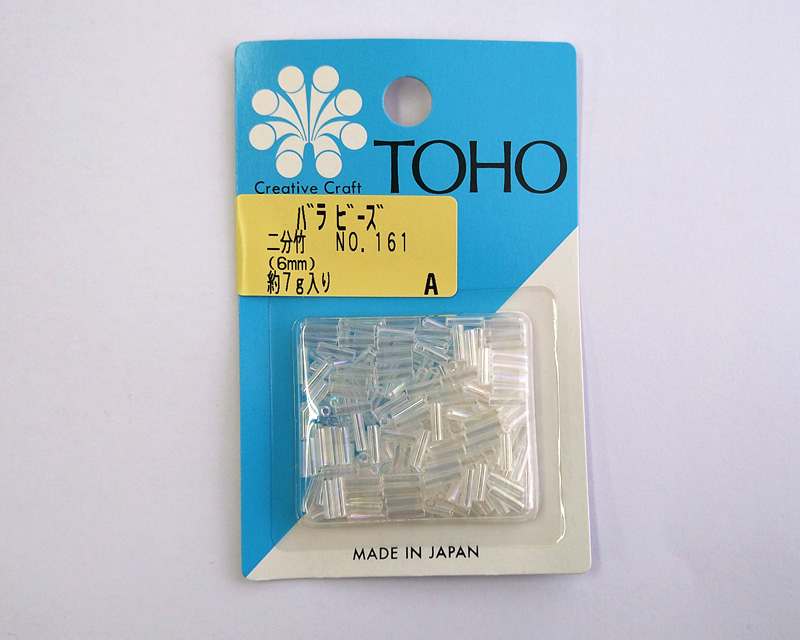 TOHO
Creative Craft
バラビーズ
二分竹 NO.161
(6mm)
約7g入り A
MADE IN JAPAN